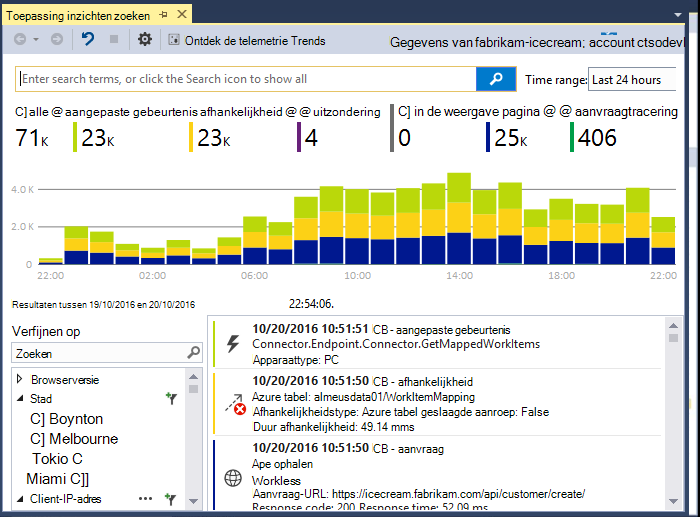 Toepassing inzichten zoeken
Ontdek de telemetrie Trends
Gegevens van fabrikam-icecream; account ctsodevl
Enter search terms, or click the Search icon to show all
Time range: Last 24 hours
C] alle @ aangepaste gebeurtenis afhankelijkheid @ @ uitzondering
C] in de weergave pagina @ @ aanvraagtracering
71K 23K 23K 4 0 25K 406
4.0 K
2.0 K
0
22:00 02:00 06:00 10:00 14:00 18:00 22:00
Resultaten tussen 19/10/2016 en 20/10/2016 22:54:06.
Verfijnen op
Zoeken
Browserversie
Stad
C] Boynton
C] Melbourne
Tokio C
Miami C]]
Client-IP-adres
10/20/2016 10:51:51 CB - aangepaste gebeurtenis
Connector.Endpoint.Connector.GetMappedWorkItems
Apparaattype: PC
10/20/2016 10:51:50 CB - afhankelijkheid
Azure tabel: almeusdata01/WorkItemMapping
Afhankelijkheidstype: Azure tabel geslaagde aanroep: False
Duur afhankelijkheid: 49.14 mms
10/20/2016 10:51:50 CB - aanvraag
Ape ophalen
Workless
Aanvraag-URL: https://icecream.fabrikam.com/api/customer/create/
Response code: 200 Response time: 52.09 ms